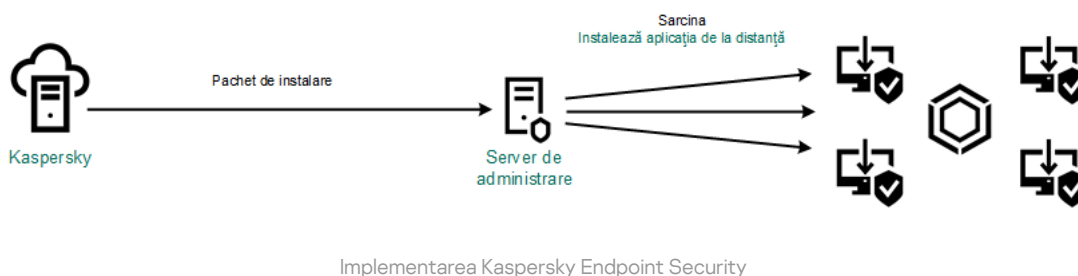 Sarcina
Instalează aplicația de la distanță
Pachet de instalare
Kaspersky
Server de
administrare
Implementarea Kaspersky Endpoint Security